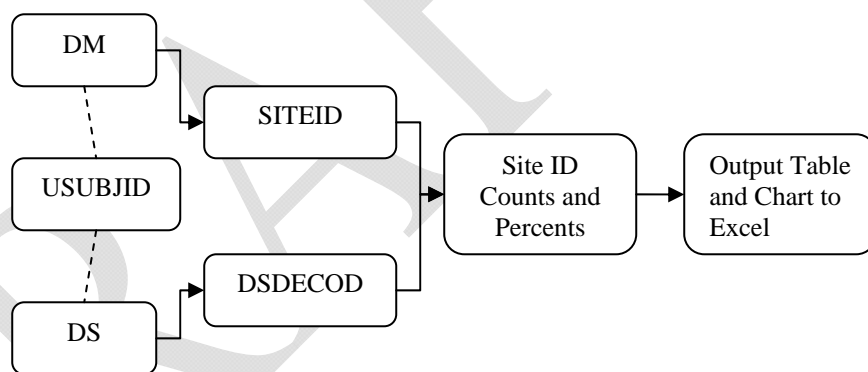 DM
SITEID
USUBJID
DSDECOD
DS
Site ID
Counts and
Percents
Output Table
and Chart to
Excel